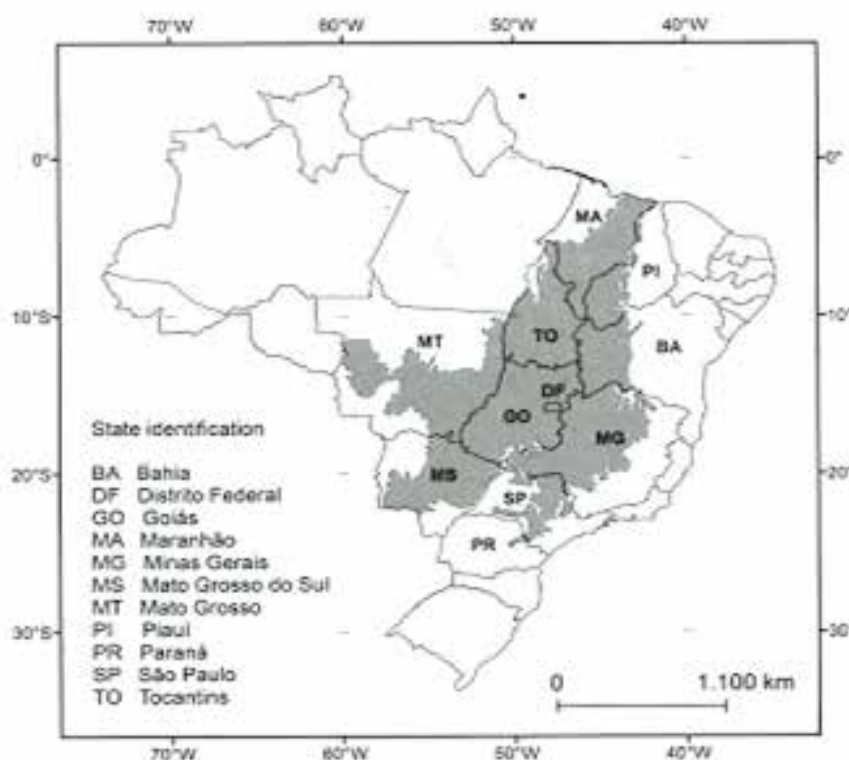 70°W 60°W 50°W 40°W
0° 0°
MA
PI
10°S 10°S
MT TO BA
DF
GO MG
State identification
MS
BA Bahia
20°S 20°S
DF Distrito Federal
SP
GO Goiás
MA Maranhão
PR
MG Minas Gerais
MS Mato Grosso do Sul
MT Mato Grosso
30°S 30°
PI Piauí
PR Paraná
SP São Paulo
0 1.100 km
TO Tocantins
70°W 60°W 50°W 40°W